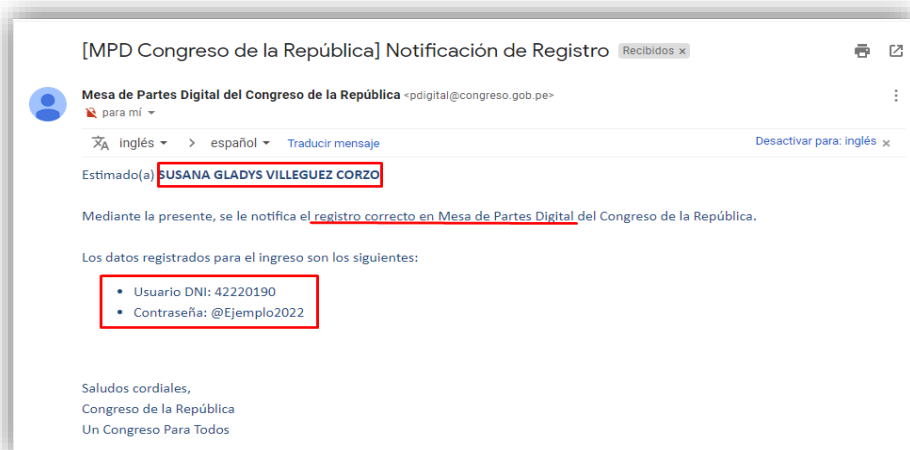 [MPD Congreso de la República] Notificación de Registro Recibidos x
Mesa de Partes Digital del Congreso de la República <pdigital@congreso.gob.pe>
para mí
inglés > español Traducir mensaje Desactivar para: inglés x
Estimado(a) SUSANA GLADYS VILLEGUEZ CORZO
Mediante la presente, se le notifica el registro correcto en Mesa de Partes Digital del Congreso de la República.
Los datos registrados para el ingreso son los siguientes:
• Usuario DNI: 42220190
• Contraseña: @Ejemplo2022
Saludos cordiales,
Congreso de la República
Un Congreso Para Todos